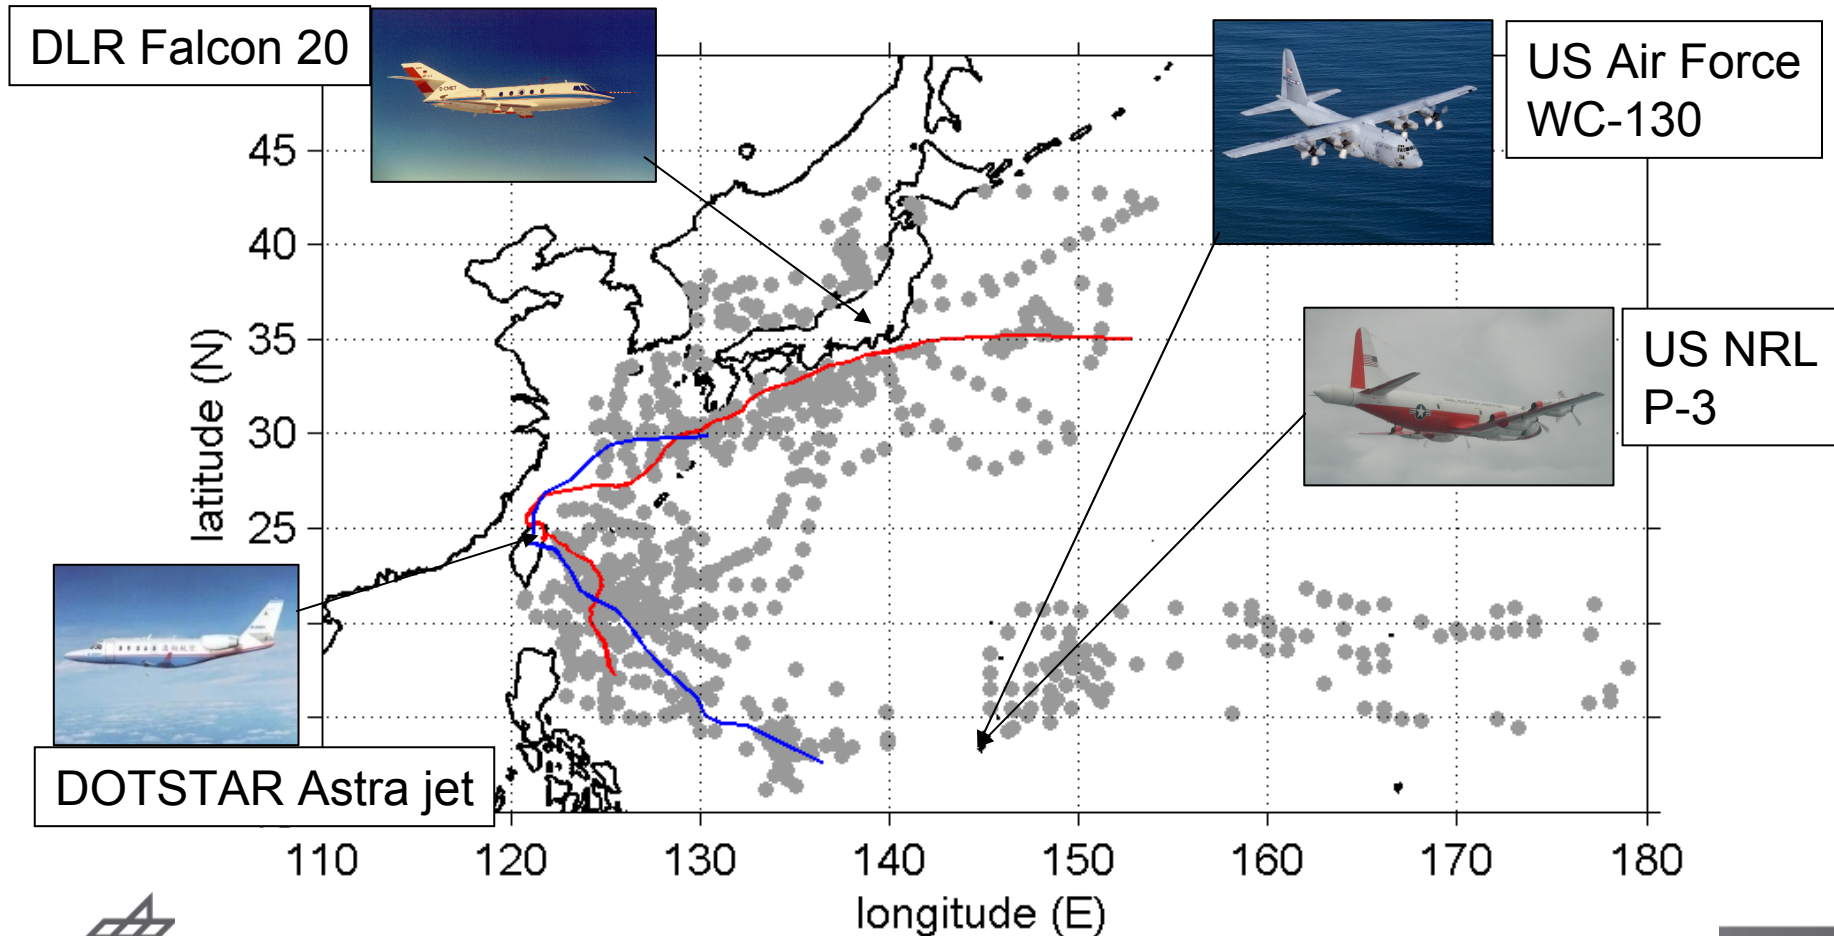 DLR Falcon 20
US Air Force
WC-130
US NRL
P-3
DOTSTAR Astra jet
latitude (N)
45
40
35
30
25
110 120 130 140 150 160 170 180
longitude (E)